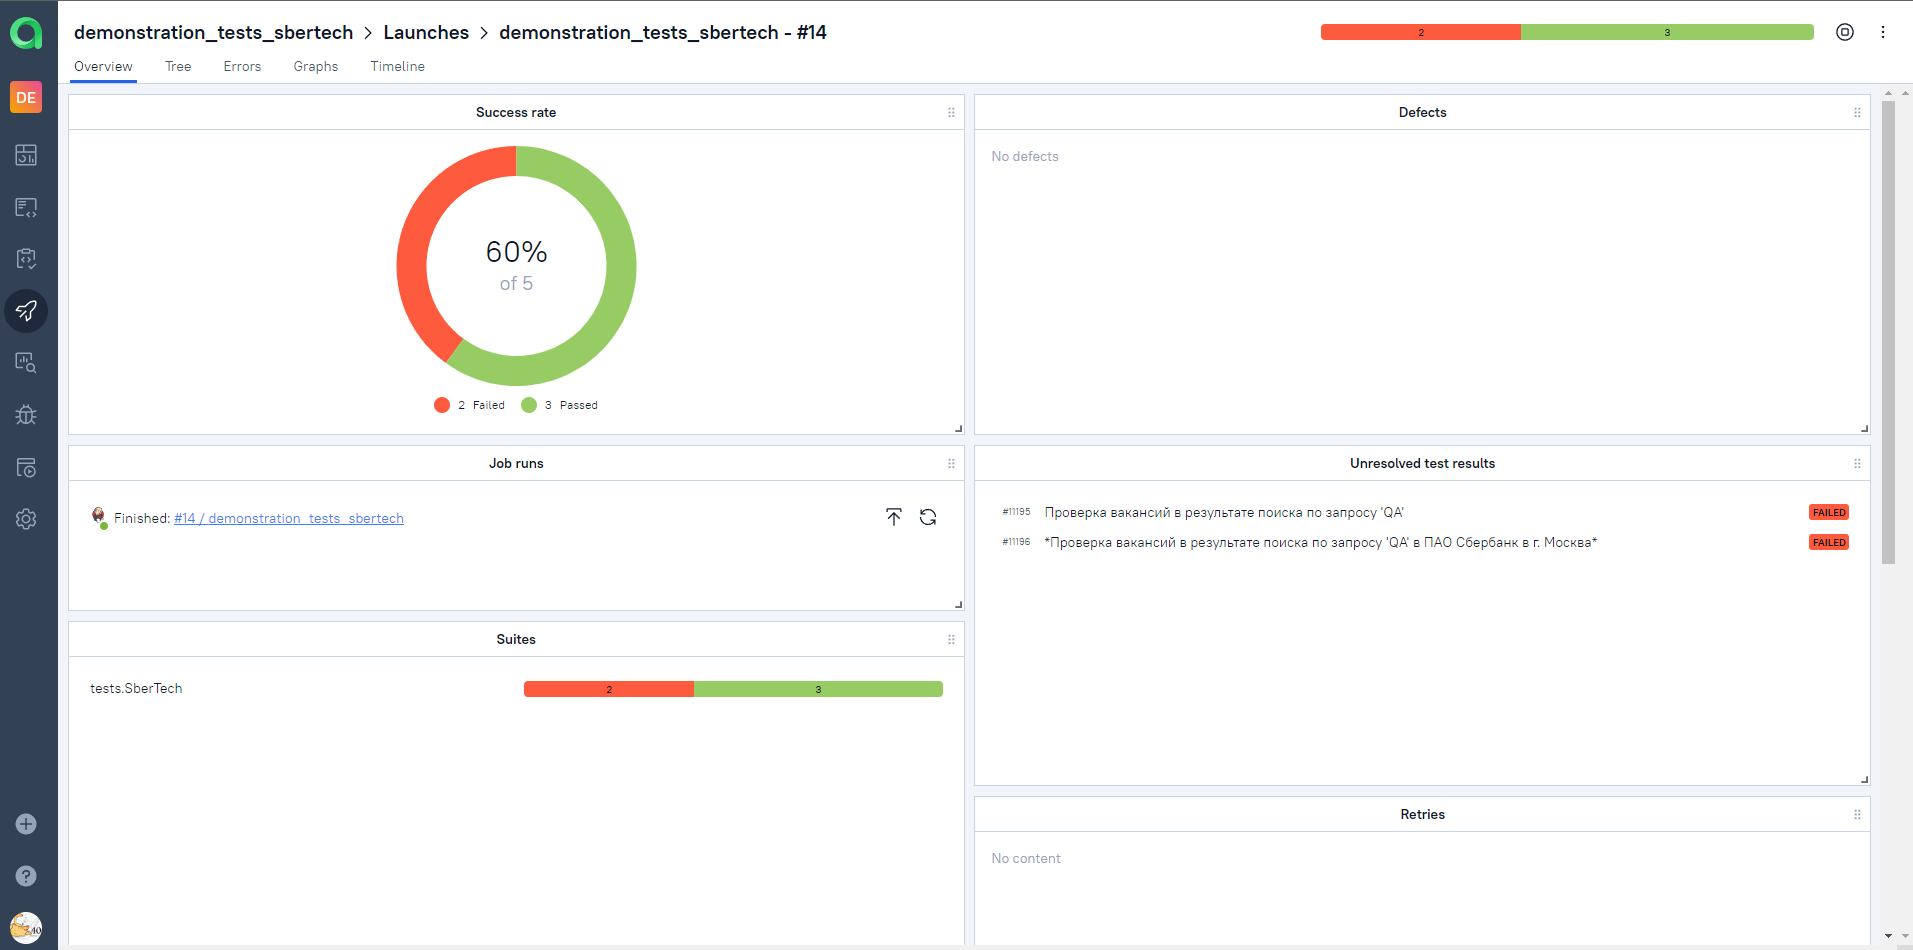 demonstration_tests_sbertech > Launches > demonstration_tests_sbertech - #14
2 3
Overview Tree Errors Graphs Timeline
DE
Success rate
60%
of 5
2 Failed 3 Passed
Defects
No defects
Job runs
Finished: #14 / demonstration_tests_sbertech
Unresolved test results
#11195 Проверка вакансий в результате поиска по запросу 'QA' FAILED
#11196 *Проверка вакансий в результате поиска по запросу 'QA' в ПАО Сбербанк в г. Москва* FAILED
Suites
tests.SberTech 2 3
Retries
No content
40